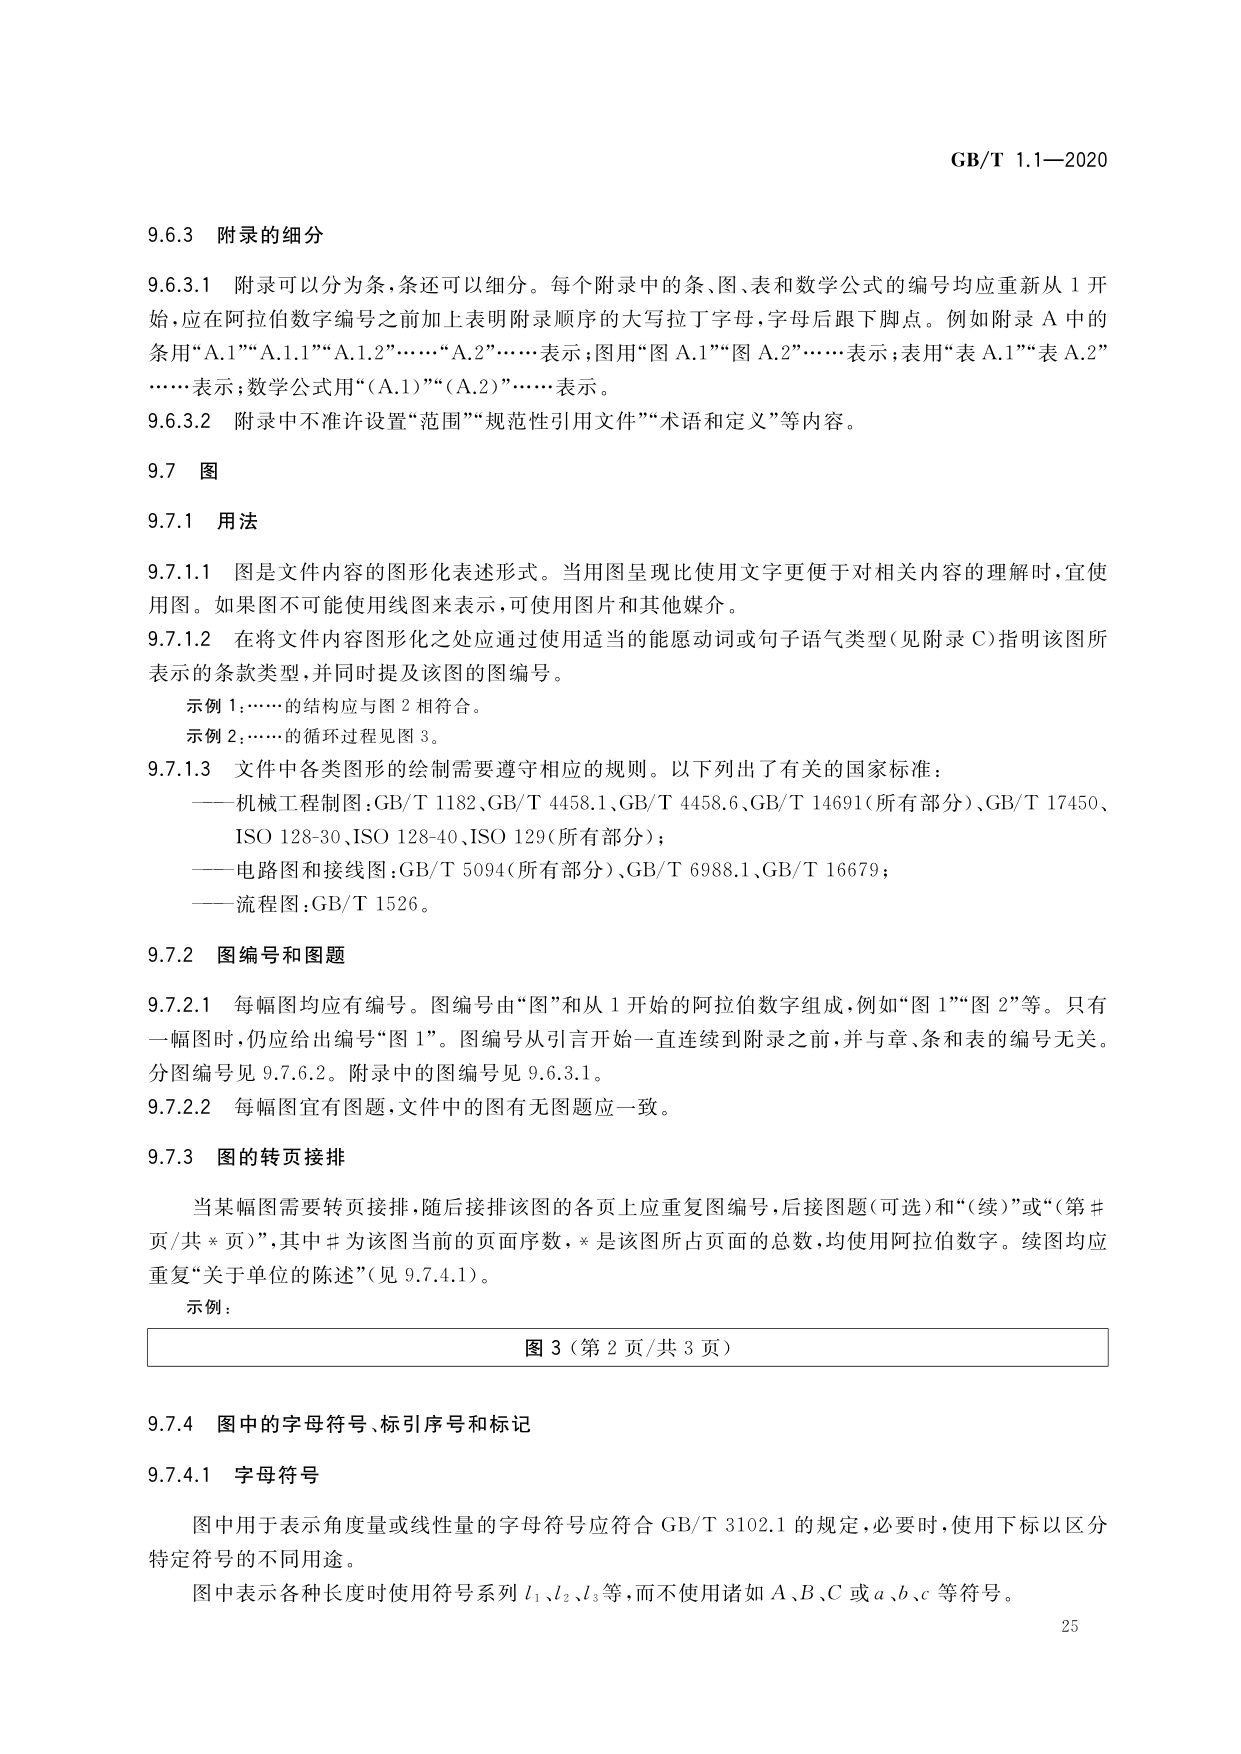 GB/T 1.1—2020
9.6.3 附录的细分
9.6.3.1 附录可以分为条,条还可以细分。每个附录中的条、图、表和数学公式的编号均应重新从 1 开
始,应在阿拉伯数字编号之前加上表明附录顺序的大写拉丁字母,字母后跟下脚点。例如附录 A 中的
条用“A.1”“A.1.1”“A.1.2”……“A.2”……表示;图用“图 A.1”“图 A.2”……表示;表用“表 A.1”“表 A.2”
……表示;数学公式用“(A.1)”“(A.2)”……表示。
9.6.3.2 附录中不准许设置“范围”“规范性引用文件”“术语和定义”等内容。
9.7 图
9.7.1 用法
9.7.1.1 图是文件内容的图形化表述形式。当用图呈现比使用文字更便于对相关内容的理解时,宜使
用图。如果图不可能使用线图来表示,可使用图片和其他媒介。
9.7.1.2 在将文件内容图形化之处应通过使用适当的能愿动词或句子语气类型(见附录 C)指明该图所
表示的条款类型,并同时提及该图的图编号。
示例 1:……的结构应与图 2 相符合。
示例 2:……的循环过程见图 3。
9.7.1.3 文件中各类图形的绘制需要遵守相应的规则。以下列出了有关的国家标准:
——机械工程制图:GB/T 1182、GB/T 4458.1、GB/T 4458.6、GB/T 14691(所有部分)、GB/T 17450、
ISO 128-30、ISO 128-40、ISO 129(所有部分);
——电路图和接线图:GB/T 5094(所有部分)、GB/T 6988.1、GB/T 16679;
——流程图:GB/T 1526。
9.7.2 图编号和图题
9.7.2.1 每幅图均应有编号。图编号由“图”和从 1 开始的阿拉伯数字组成,例如“图 1”“图 2”等。只有
一幅图时,仍应给出编号“图 1”。图编号从引言开始一直连续到附录之前,并与章、条和表的编号无关。
分图编号见 9.7.6.2。附录中的图编号见 9.6.3.1。
9.7.2.2 每幅图宜有图题,文件中的图有无图题应一致。
9.7.3 图的转页接排
当某幅图需要转页接排,随后接排该图的各页上应重复图编号,后接图题(可选)和“(续)”或“(第 #
页/共 * 页)”,其中 # 为该图当前的页面序数,* 是该图所占页面的总数,均使用阿拉伯数字。续图均应
重复“关于单位的陈述”(见 9.7.4.1)。
示例:
图 3 (第 2 页/共 3 页)
9.7.4 图中的字母符号、标引序号和标记
9.7.4.1 字母符号
图中用于表示角度量或线性量的字母符号应符合 GB/T 3102.1 的规定,必要时,使用下标以区分
特定符号的不同用途。
图中表示各种长度时使用符号系列 l₁、l₂、l₃等,而不使用诸如 A、B、C 或 a、b、c 等符号。
25